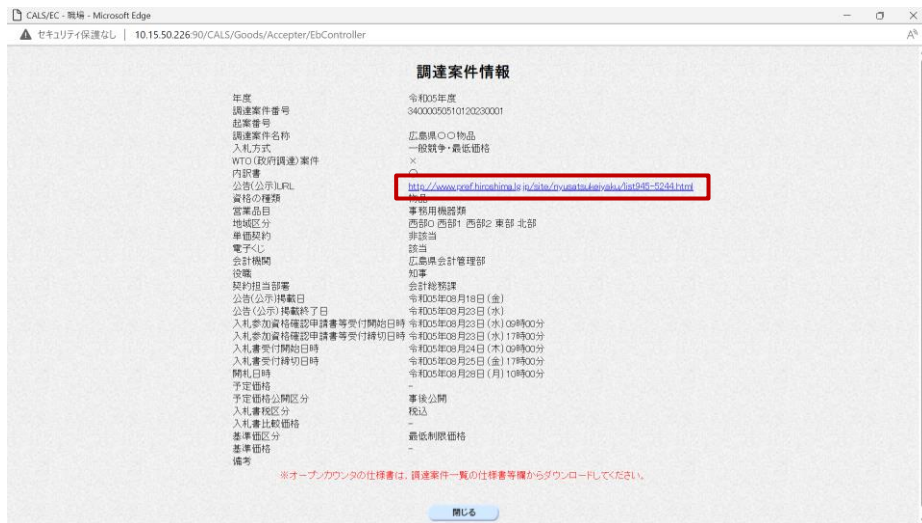 CALS/EC - 職場 - Microsoft Edge
セキュリティ保護なし | 10.15.50.226:90/CALS/Goods/Accepter/EbController
調達案件情報
年度 令和05年度
調達案件番号 34000050510120230001
起案番号
調達案件名称 広島県〇〇物品
入札方式 一般競争・最低価格
WTO(政府調達)案件 ×
内訳書 〇
公告(公示)URL http://www.pref.hiroshima.lg.jp/site/nyusatsukeiyaku/list945-5244.html
資格の種類 物品
営業品目 事務用機器類
地域区分 西部0 西部1 西部2 東部 北部
単価契約 非該当
電子くじ 該当
会計機関 広島県会計管理部
役職 知事
契約担当部署 会計総務課
公告(公示)掲載日 令和05年08月18日(金)
公告(公示)掲載終了日 令和05年08月23日(水)
入札参加資格確認申請書等受付開始日時 令和05年08月23日(水)09時00分
入札参加資格確認申請書等受付締切日時 令和05年08月23日(水)17時00分
入札書受付開始日時 令和05年08月24日(木)09時00分
入札書受付締切日時 令和05年08月25日(金)17時00分
開札日時 令和05年08月28日(月)10時00分
予定価格 -
予定価格公開区分 事後公開
入札書税区分 税込
入札書比較価格 -
基準価区分 最低制限価格
基準価格 -
備考
※オープンカウンタの仕様書は、調達案件一覧の仕様書等欄からダウンロードしてください。
閉じる